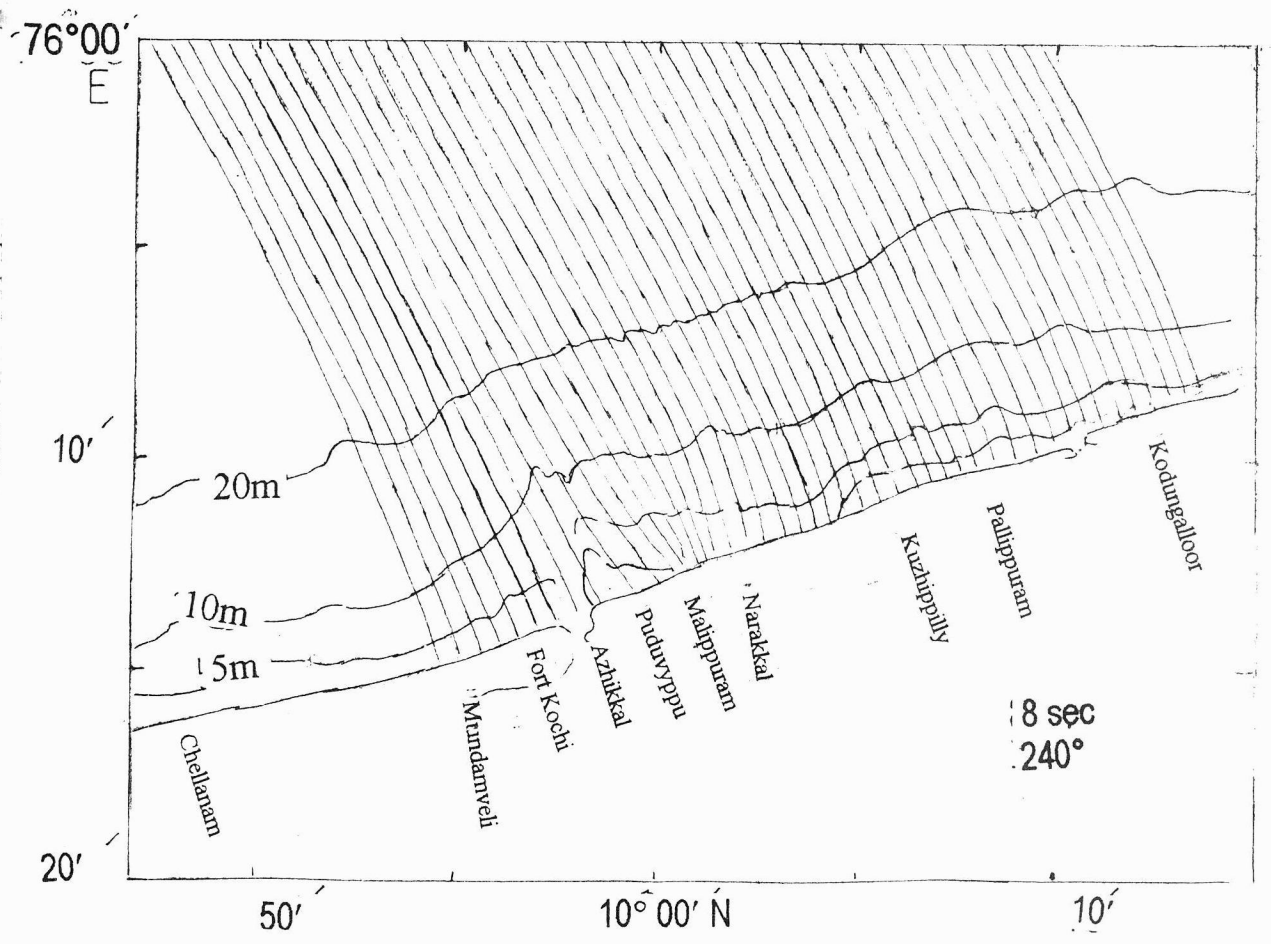 76°00′
E
10′
20m
10m
5m
20′
Chellanam
Mundamveli
Fort Kochi
Azhikkal
Puduvyppu
Malippuram
Narakkal
Kuzhippilly
Pallippuram
Kodungalloor
8 sec
240°
50′
10°00′ N
10′